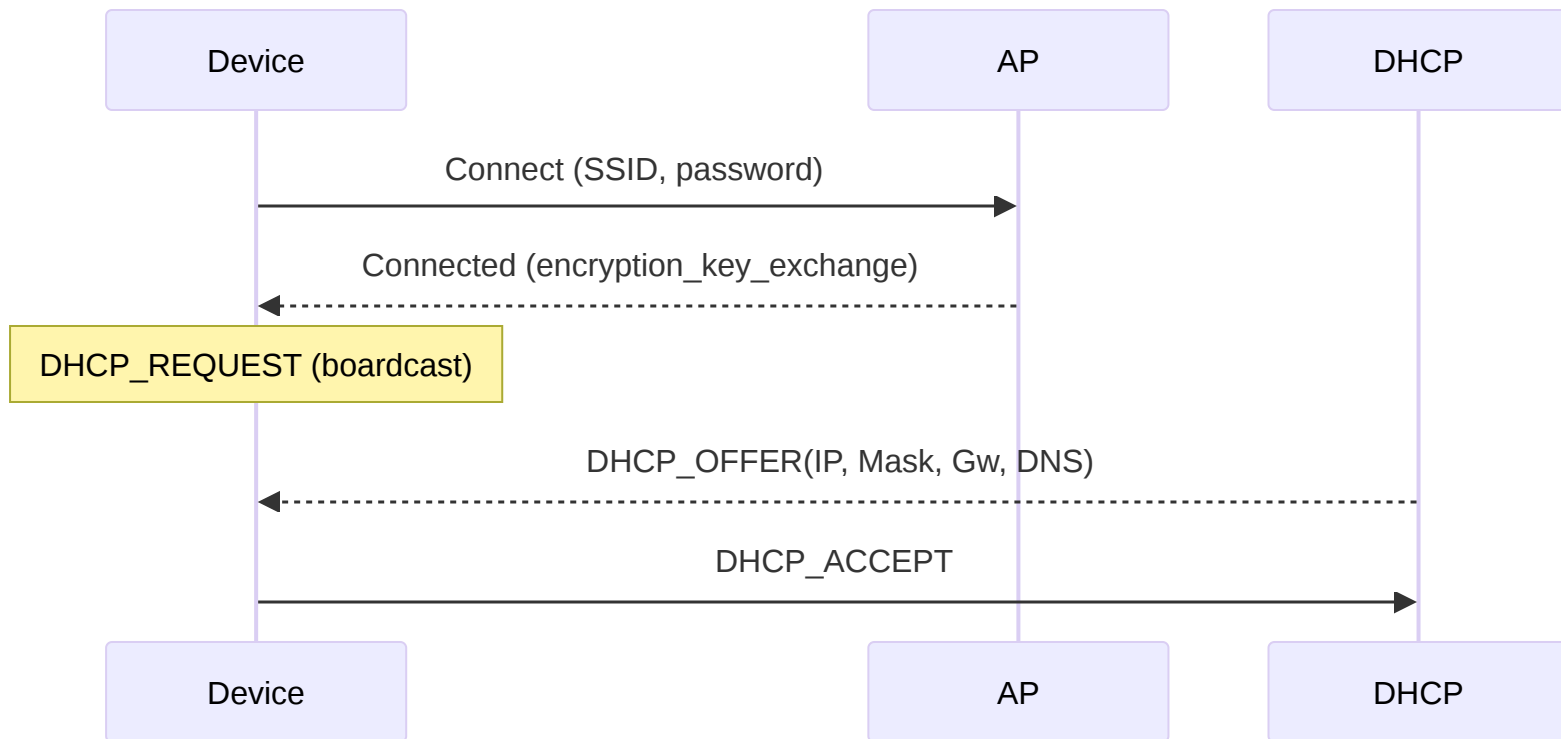 Device
AP
DHCP
Connect (SSID, password)
Connected (encryption_key_exchange)
DHCP_REQUEST (boardcast)
DHCP_OFFER(IP, Mask, Gw, DNS)
DHCP_ACCEPT
Device
AP
DHCP